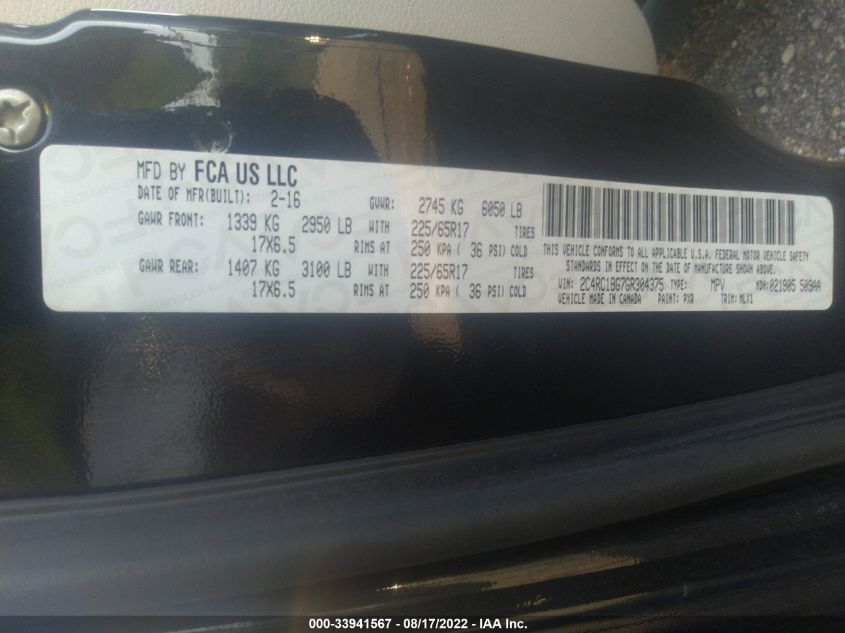 MFD BY FCA US LLC
DATE OF MFR(BUILT): 2-16 GVWR: 2745 KG 6050 LB
GAWR FRONT: 1339 KG 2950 LB WITH 225/65R17 TIRES
17X6.5 RIMS AT 250 KPA ( 36 PSI) COLD
GAWR REAR: 1407 KG 3100 LB WITH 225/65R17 TIRES
17X6.5 RIMS AT 250 KPA ( 36 PSI) COLD
THIS VEHICLE CONFORMS TO ALL APPLICABLE U.S.A. FEDERAL MOTOR VEHICLE SAFETY
STANDARDS IN EFFECT ON THE DATE OF MANUFACTURE SHOWN ABOVE.
VIN: 2C4RC1BG7GR304375 TYPE: MPV MDH:021905 509AA
VEHICLE MADE IN CANADA PAINT: PXR TRIM: MLX1
000-33941567 - 08/17/2022 - IAA Inc.